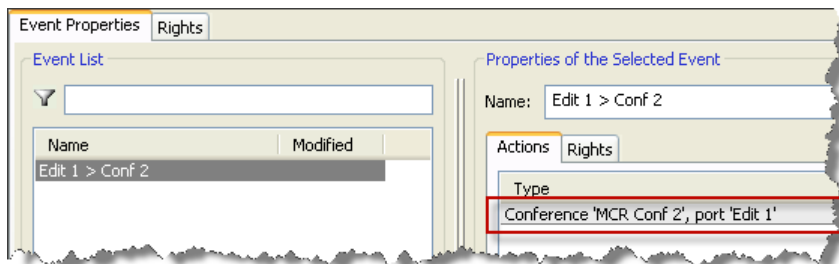 Event Properties Rights
Event List
Name Modified
Edit 1 > Conf 2
Properties of the Selected Event
Name: Edit 1 > Conf 2
Actions Rights
Type
Conference 'MCR Conf 2', port 'Edit 1'